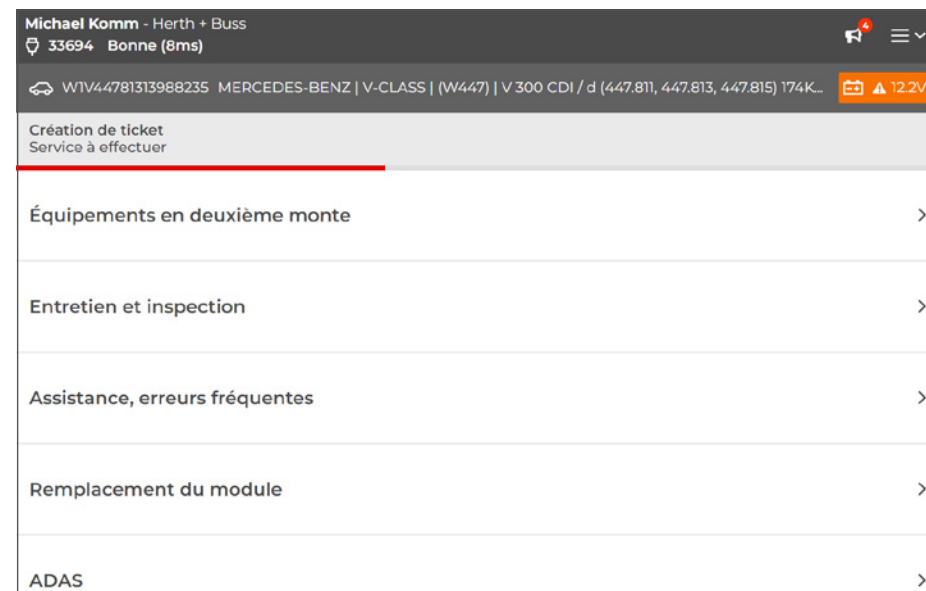 Michael Komm - Herth + Buss
33694 Bonne (8ms)
4
W1V44781313988235 MERCEDES-BENZ | V-CLASS | (W447) | V 300 CDI / d (447.811, 447.813, 447.815) 174K...
12.2V
Création de ticket
Service à effectuer
Équipements en deuxième monte
Entretien et inspection
Assistance, erreurs fréquentes
Remplacement du module
ADAS